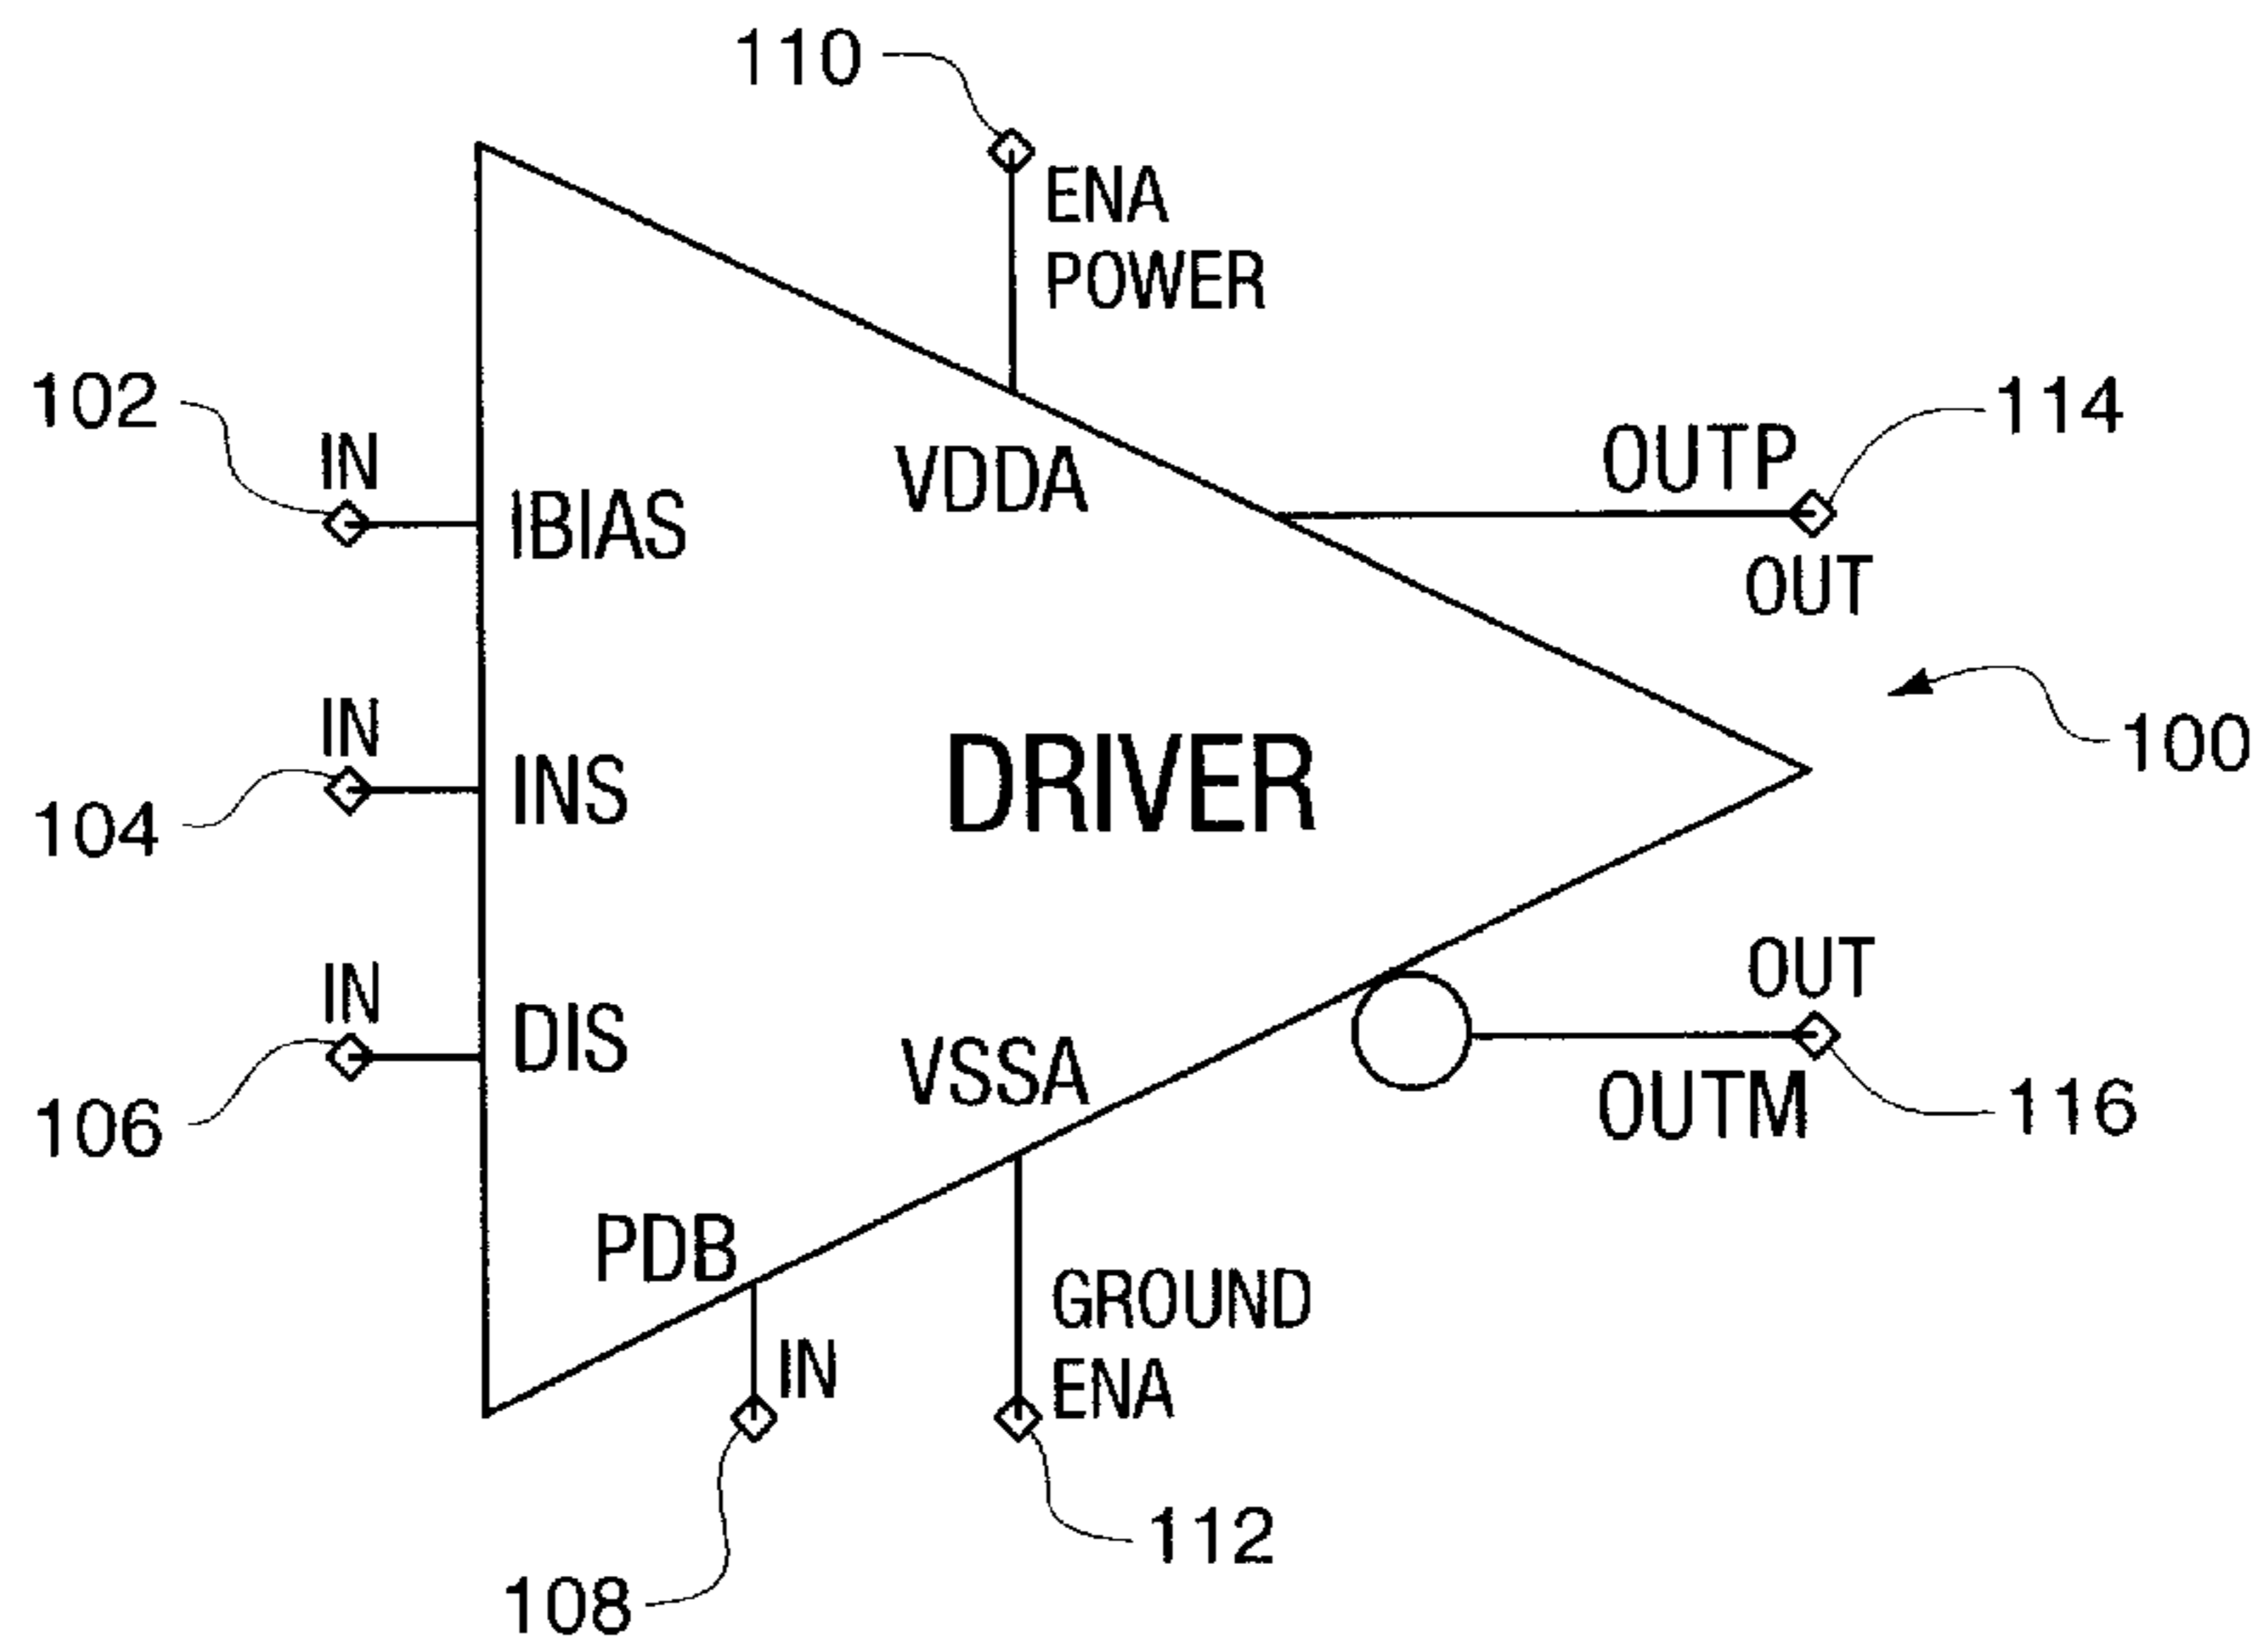 110
ENA
POWER
102
IN
IBIAS
VDDA
OUTP
114
OUT
IN
INS
104
DRIVER
100
IN
DIS
106
VSSA
OUT
OUTM
116
PDB
IN
GROUND
ENA
108
112